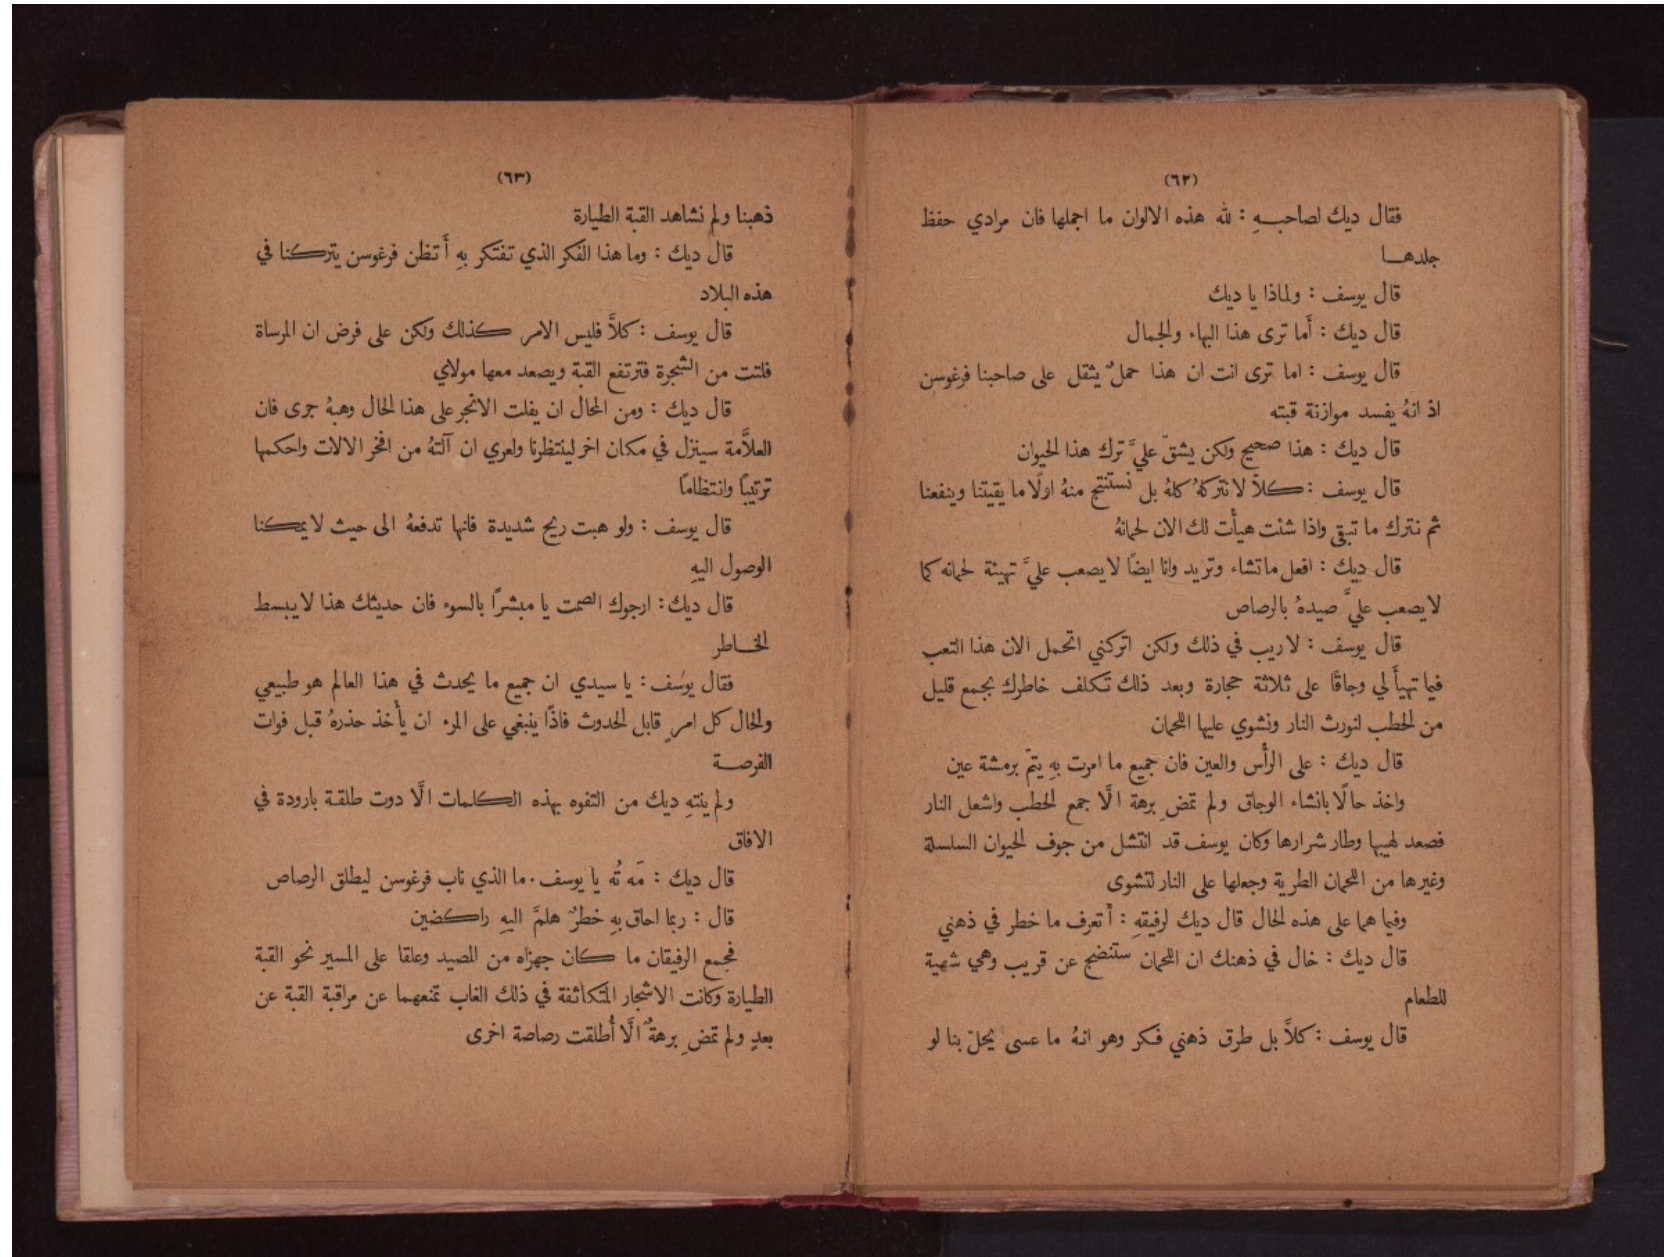 (٦٢)
فقال ديك لصاحبهِ : لله هذه الالوان ما اجملها فان مرادي حفظ
جلدها
قال يوسف : ولماذا يا ديك
قال ديك : أَما ترى هذا البهاء والجمال
قال يوسف : اما ترى انت ان هذا حملٌ يثقل على صاحبنا فرغوسن
اذ انهُ يفسد موازنة قبته
قال ديك : هذا صحيح ولكن يشقّ عليَّ ترك هذا الحيوان
قال يوسف : كلاَّ لا نتركهُ كلهُ بل نستنتج منهُ اولًا ما يقيتنا وينفعنا
ثم نترك ما تبقى واذا شئت هيأت لك الان لحمانهُ
قال ديك : افعل ما تشاء وتريد وانا ايضًا لا يصعب عليَّ تهيئة لحمانه كما
لا يصعب عليَّ صيدهُ بالرصاص
قال يوسف : لا ريب في ذلك ولكن اتركني اتحمل الان هذا التعب
فيما تهيأ لي وجاقًا على ثلاثة حجارة وبعد ذلك تكلف خاطرك بجمع قليل
من الحطب لنورث النار ونشوي عليها اللحمان
قال ديك : على الرأس والعين فان جميع ما امرت بهِ يتمّ برمشة عين
واخذ حالًا بانشاء الوجاق ولم تمضِ برهة الَّا جمع الحطب واشعل النار
فصعد لهيبها وطار شرارها وكان يوسف قد انتشل من جوف الحيوان السلسلة
وغيرها من اللحمان الطرية وجعلها على النار لتشوى
وفيما هما على هذه الحال قال ديك لرفيقهِ : أَتعرف ما خطر في ذهني
قال ديك : خال في ذهنك ان اللحمان ستنضج عن قريب وهي شهية
للطعام
قال يوسف : كلاَّ بل طرق ذهني فكر وهو انهُ ما عسى يحلّ بنا لو
(٦٣)
ذهبنا ولم نشاهد القبة الطيارة
قال ديك : وما هذا الفكر الذي تفتكر بهِ أَتظن فرغوسن يتركنا في
هذه البلاد
قال يوسف : كلاَّ فليس الامر كذلك ولكن على فرض ان المرساة
فلتت من الشجرة فترتفع القبة ويصعد معها مولاي
قال ديك : ومن المحال ان يفلت الانجر على هذا الحال وهبهُ جرى فان
العلاَّمة سينزل في مكان اخر لينتظرنا ولعري ان آلتهُ من افخر الالات واحكمها
ترتيبًا وانتظامًا
قال يوسف : ولو هبت ريح شديدة فانها تدفعهُ الى حيث لا يمكننا
الوصول اليهِ
قال ديك : ارجوك الصمت يا مبشرًا بالسوء فان حديثك هذا لا يبسط
الخاطر
فقال يوسف : يا سيدي ان جميع ما يحدث في هذا العالم هو طبيعي
والحال كل امرٍ قابل الحدوث فاذًا ينبغي على المرء ان يأخذ حذرهُ قبل فوات
الفرصة
ولم ينتهِ ديك من التفوه بهذه الكلمات الَّا دوت طلقة بارودة في
الافاق
قال ديك : مَه تُه يا يوسف . ما الذي ناب فرغوسن ليطلق الرصاص
قال : ربما احاق بهِ خطرٌ هلمَّ اليهِ راكضين
فجمع الرفيقان ما كان جهزاه من المصيد وعلقا على المسير نحو القبة
الطيارة وكانت الاشجار المتكاثفة في ذلك الغاب تمنعهما عن مراقبة القبة عن
بعدٍ ولم تمضِ برهةٌ الَّا أُطلقت رصاصة اخرى